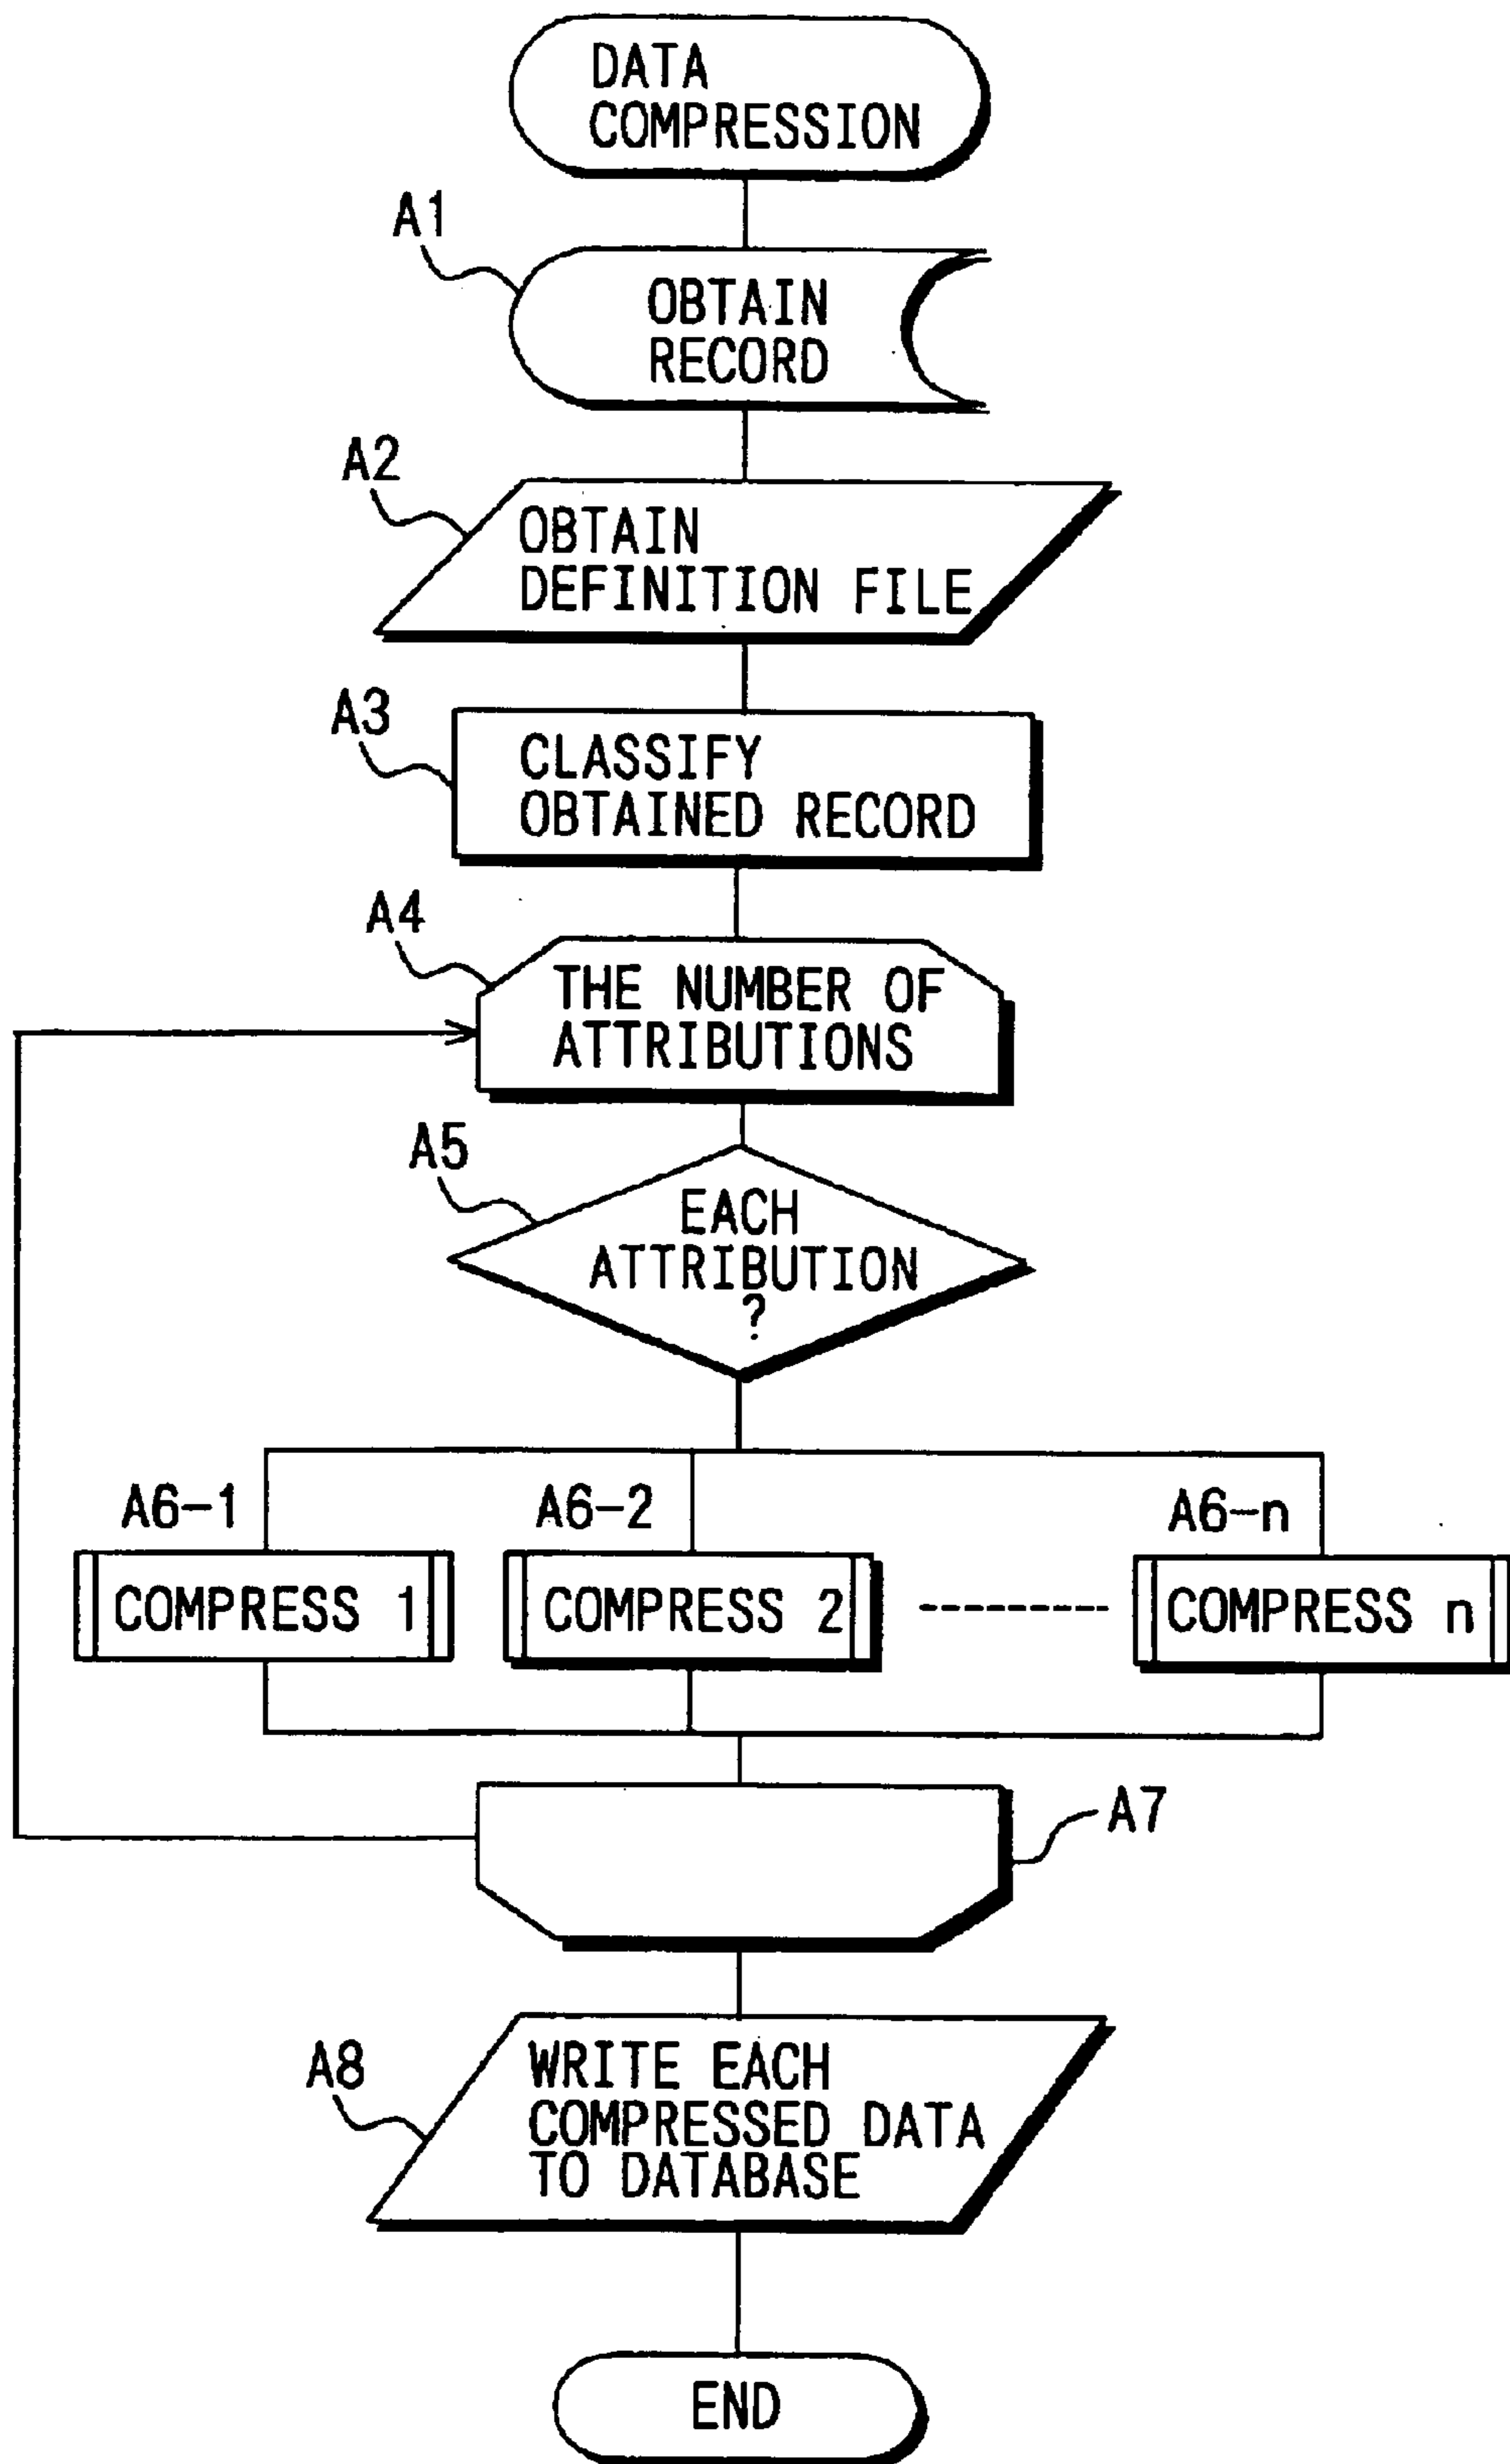 DATA
COMPRESSION
A1
OBTAIN
RECORD
A2
OBTAIN
DEFINITION FILE
A3
CLASSIFY
OBTAINED RECORD
A4
THE NUMBER OF
ATTRIBUTIONS
A5
EACH
ATTRIBUTION
?
A6-1
A6-2
A6-n
COMPRESS 1
COMPRESS 2
COMPRESS n
A7
A8
WRITE EACH
COMPRESSED DATA
TO DATABASE
END